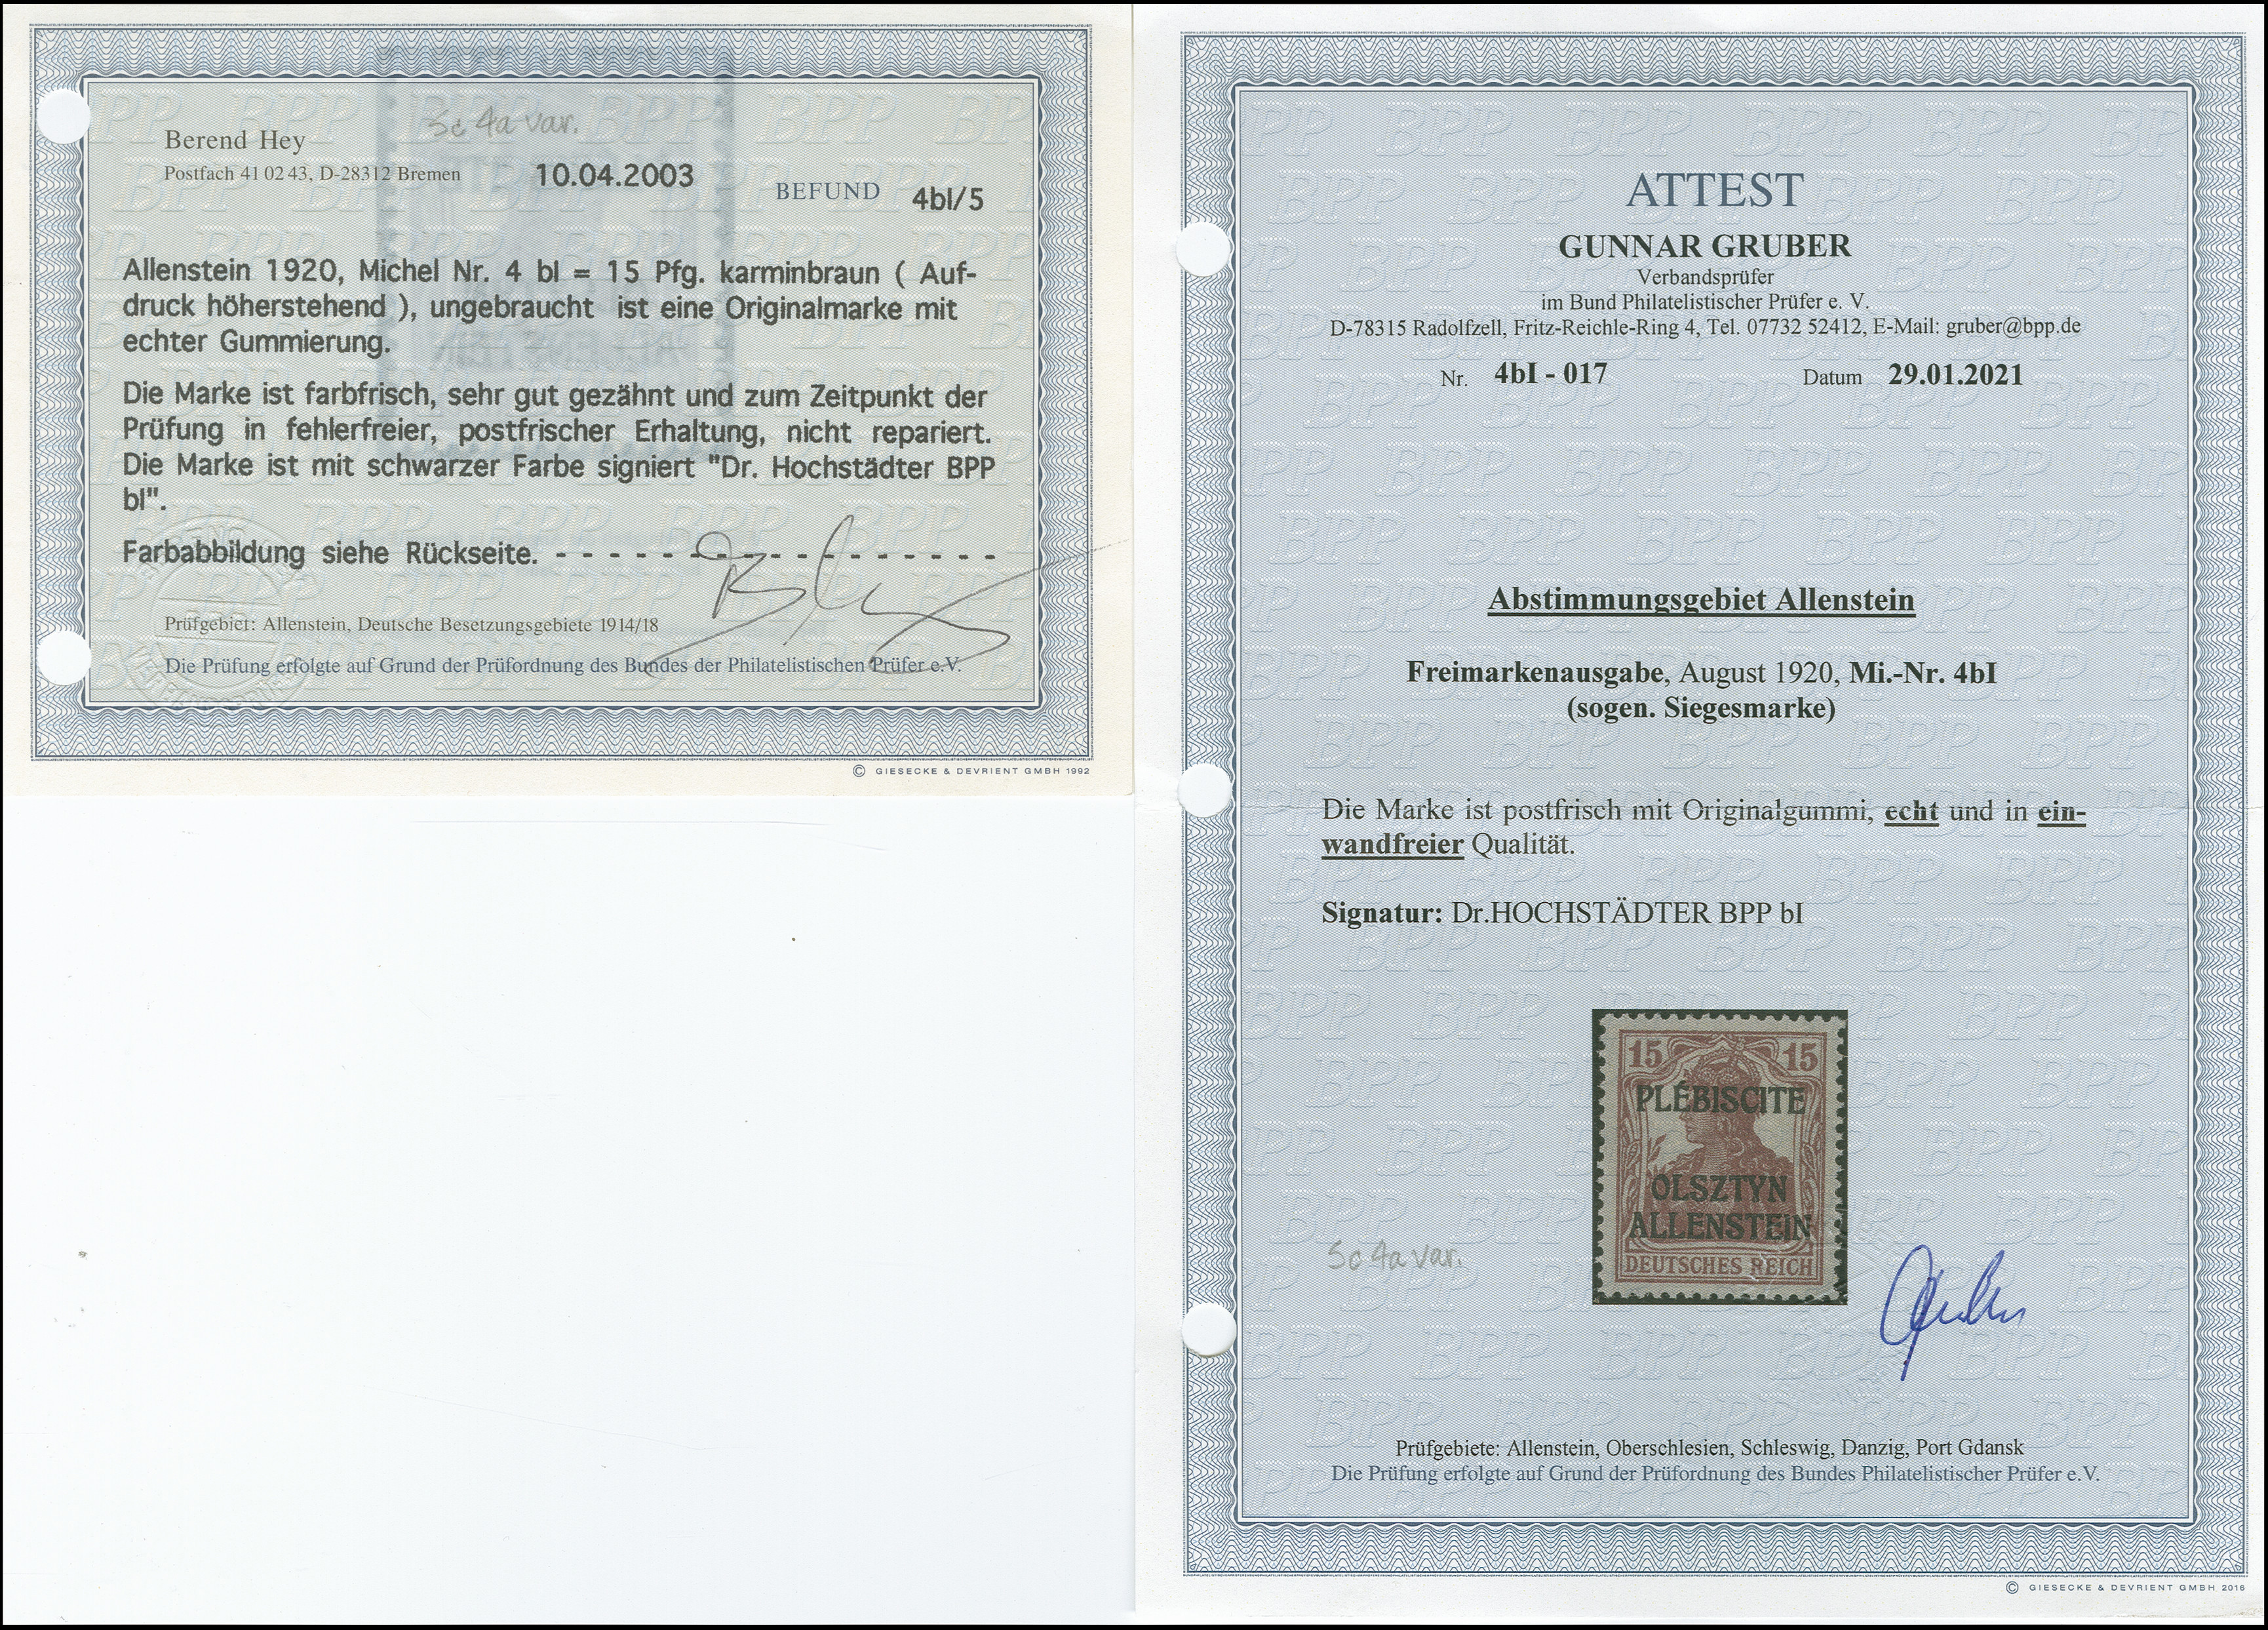 Sc 4a var.
Berend Hey
Postfach 41 02 43, D-28312 Bremen
10.04.2003
BEFUND 4bI/5
Allenstein 1920, Michel Nr. 4 bI = 15 Pfg. karminbraun ( Auf-
druck höherstehend ), ungebraucht ist eine Originalmarke mit
echter Gummierung.
Die Marke ist farbfrisch, sehr gut gezähnt und zum Zeitpunkt der
Prüfung in fehlerfreier, postfrischer Erhaltung, nicht repariert.
Die Marke ist mit schwarzer Farbe signiert "Dr. Hochstädter BPP
bI".
Farbabbildung siehe Rückseite. - - - - - - - - - - - - - - - - - -
Prüfgebiet: Allenstein, Deutsche Besetzungsgebiete 1914/18
Die Prüfung erfolgte auf Grund der Prüfordnung des Bundes der Philatelistischen Prüfer e.V.
© GIESECKE & DEVRIENT GMBH 1992
ATTEST
GUNNAR GRUBER
Verbandsprüfer
im Bund Philatelistischer Prüfer e. V.
D-78315 Radolfzell, Fritz-Reichle-Ring 4, Tel. 07732 52412, E-Mail: gruber@bpp.de
Nr. 4bI - 017 Datum 29.01.2021
Abstimmungsgebiet Allenstein
Freimarkenausgabe, August 1920, Mi.-Nr. 4bI
(sogen. Siegesmarke)
Die Marke ist postfrisch mit Originalgummi, echt und in ein-
wandfreier Qualität.
Signatur: Dr.HOCHSTÄDTER BPP bI
15 15
PLÉBISCITE
OLSZTYN
ALLENSTEIN
DEUTSCHES REICH
Sc 4a var.
Prüfgebiete: Allenstein, Oberschlesien, Schleswig, Danzig, Port Gdansk
Die Prüfung erfolgte auf Grund der Prüfordnung des Bundes Philatelistischer Prüfer e.V.
© GIESECKE & DEVRIENT GMBH 2016